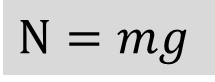 N = mg